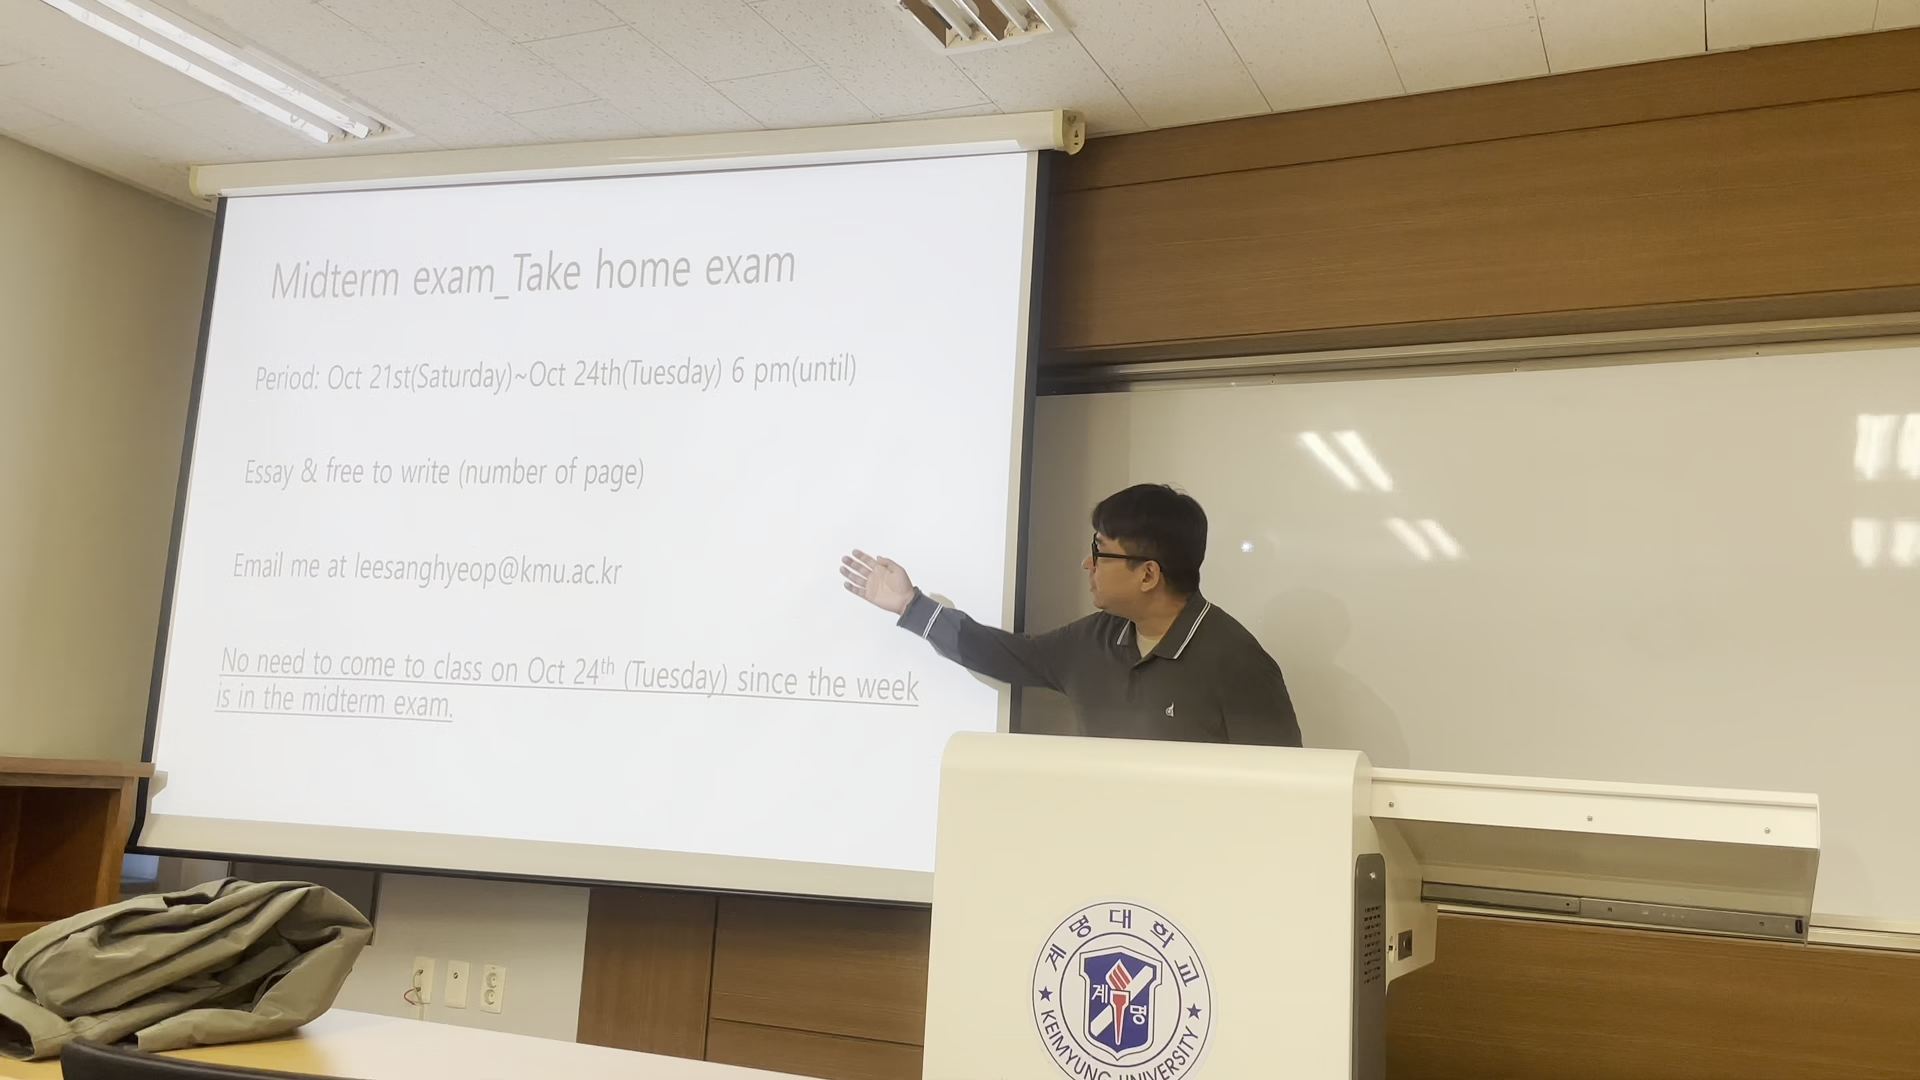 Midterm exam_Take home exam
Period: Oct 21st(Saturday)~Oct 24th(Tuesday) 6 pm(until)
Essay & free to write (number of page)
Email me at leesanghyeop@kmu.ac.kr
No need to come to class on Oct 24th (Tuesday) since the week
is in the midterm exam.
계명대학교
계명
KEIMYUNG UNIVERSITY